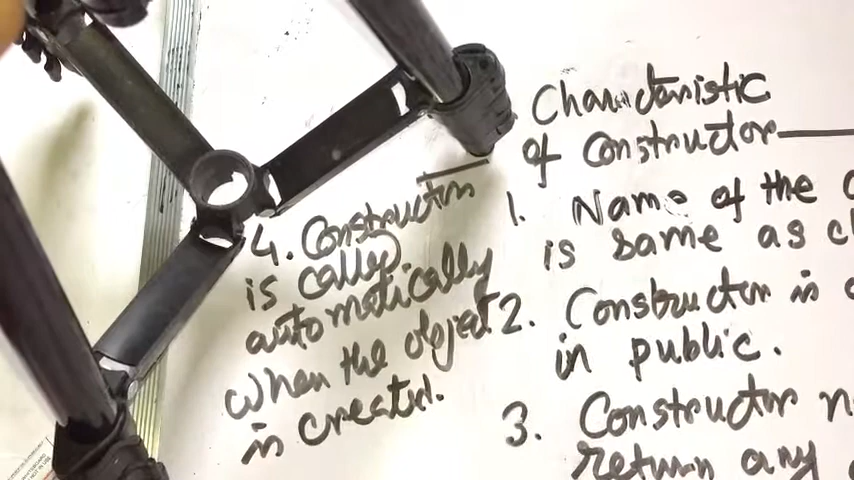 Characteristic
of Constructor
1. Name of the
is same as
2. Constructor is
in public.
3. Constructor
return any
4. Constructor
is called
automatically
when the object
is created.